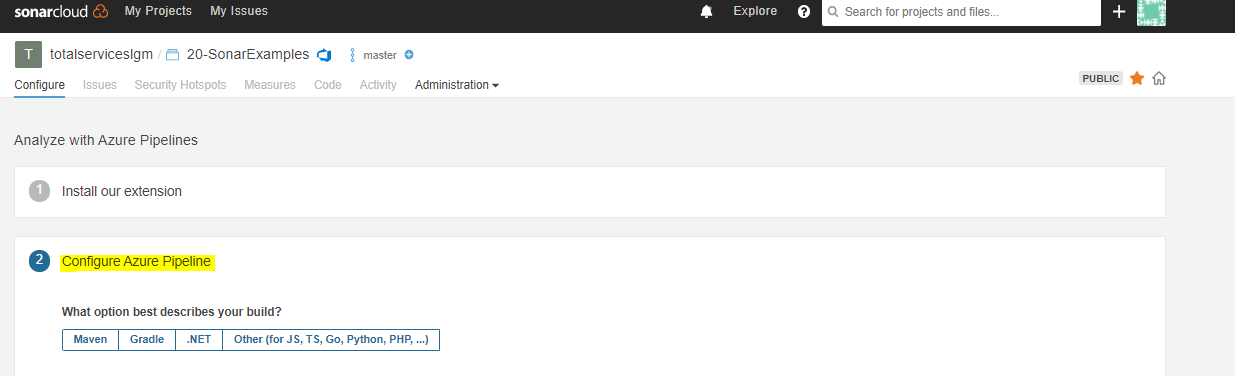 sonarcloud My Projects My Issues Explore ? Search for projects and files... +
T totalserviceslgm / 20-SonarExamples master
Configure Issues Security Hotspots Measures Code Activity Administration PUBLIC
Analyze with Azure Pipelines
1 Install our extension
2 Configure Azure Pipeline
What option best describes your build?
Maven Gradle .NET Other (for JS, TS, Go, Python, PHP, ...)